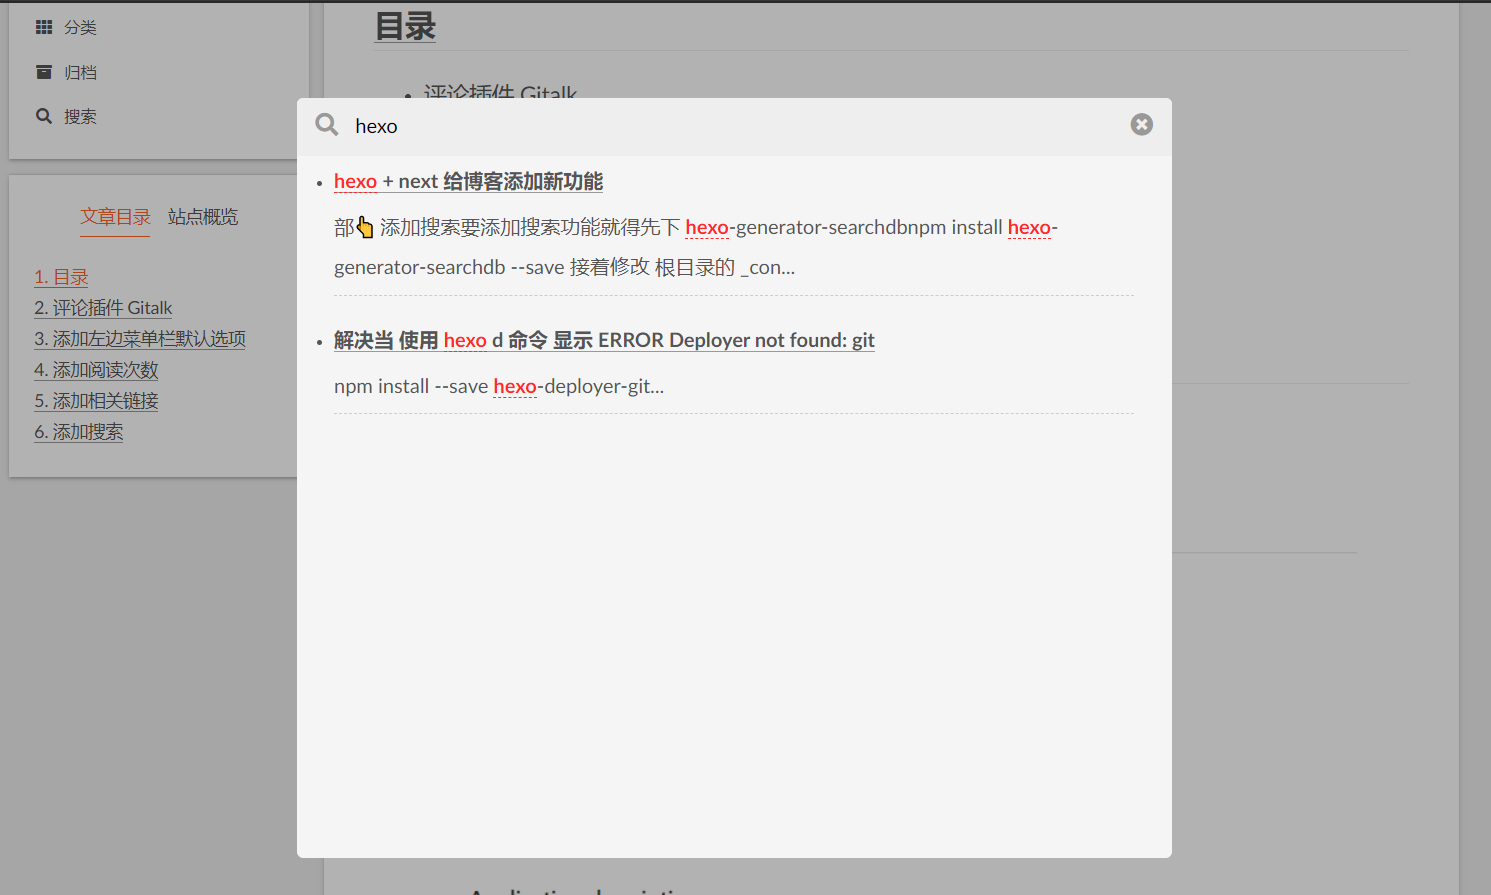 分类
归档
搜索
文章目录 站点概览
1. 目录
2. 评论插件 Gitalk
3. 添加左边菜单栏默认选项
4. 添加阅读次数
5. 添加相关链接
6. 添加搜索
目录
评论插件 Gitalk
hexo
hexo + next 给博客添加新功能
部👆 添加搜索要添加搜索功能就得先下 hexo-generator-searchdbnpm install hexo-
generator-searchdb --save 接着修改 根目录的 _con...
解决当 使用 hexo d 命令 显示 ERROR Deployer not found: git
npm install --save hexo-deployer-git...